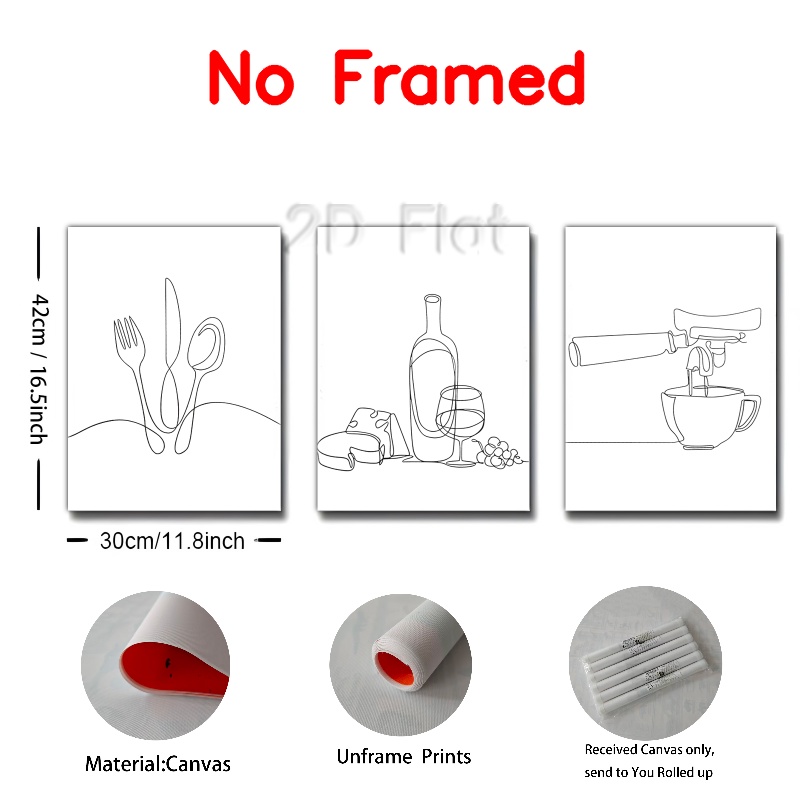 No Framed
2D Flat
42cm / 16.5inch
30cm/11.8inch
Material:Canvas
Unframe Prints
Received Canvas only,
send to You Rolled up